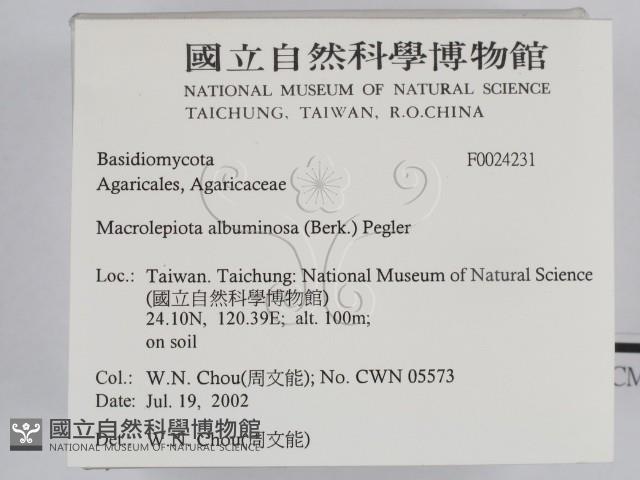 國立自然科學博物館
NATIONAL MUSEUM OF NATURAL SCIENCE
TAICHUNG, TAIWAN, R.O.CHINA
Basidiomycota F0024231
Agaricales, Agaricaceae
Macrolepiota albuminosa (Berk.) Pegler
Loc.: Taiwan. Taichung: National Museum of Natural Science
(國立自然科學博物館)
24.10N, 120.39E; alt. 100m;
on soil
CM
Col.: W.N. Chou(周文能); No. CWN 05573
Date: Jul. 19, 2002
Det.: W.N. Chou(周文能)
國立自然科學博物館
NATIONAL MUSEUM OF NATURAL SCIENCE